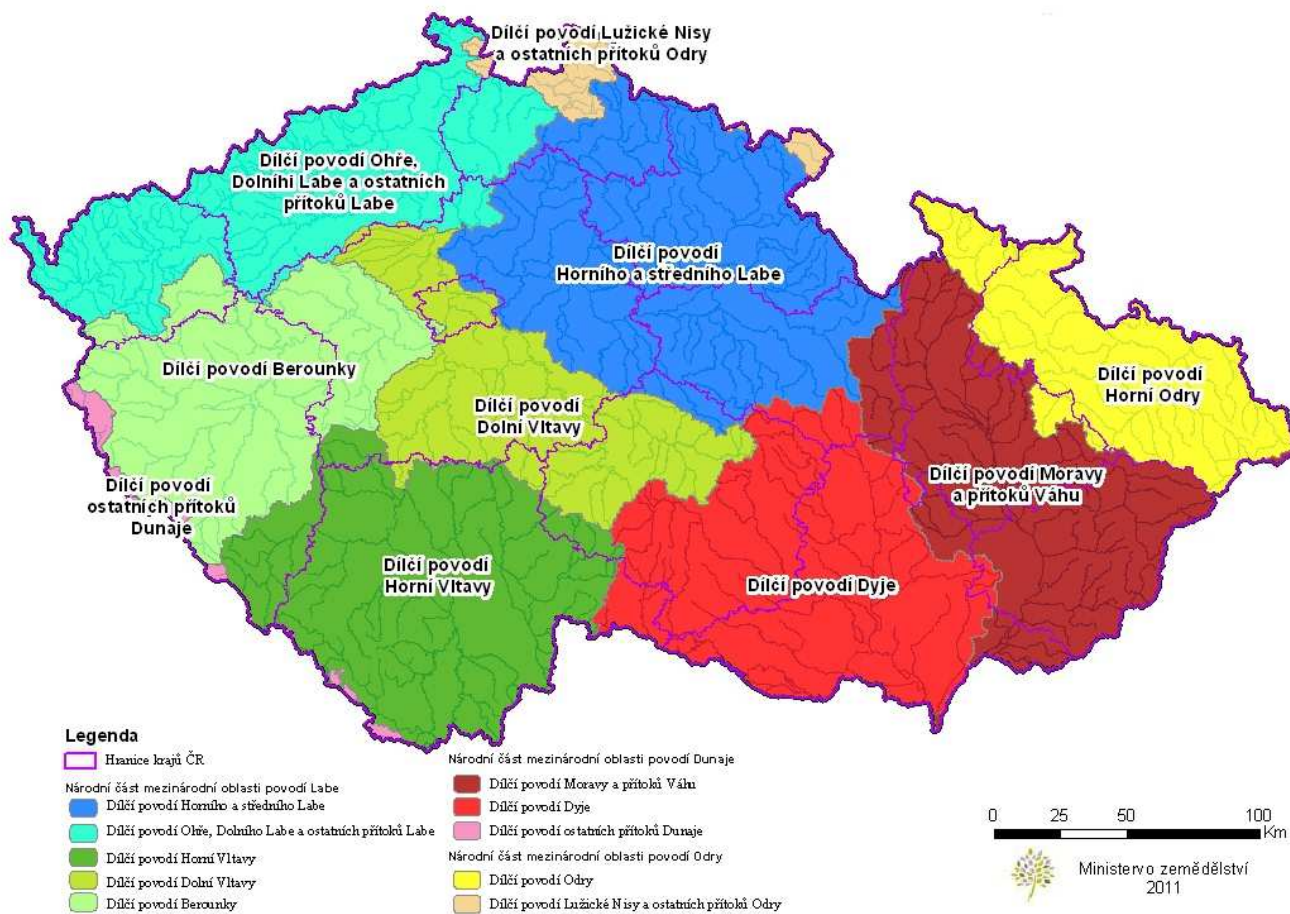 Dílčí povodí Lužické Nisy
a ostatních přítoků Odry
Dílčí povodí Ohře,
Dolníhi Labe a ostatních
přítoků Labe
Dílčí povodí
Horního a středního Labe
Dílčí povodí Berounky
Dílčí povodí
Dolní Vltavy
Dílčí povodí
Horní Odry
Dílčí povodí Moravy
a přítoků Váhu
Dílčí povodí
ostatních přítoků
Dunaje
Dílčí povodí
Horní Vltavy
Dílčí povodí Dyje
Legenda
Hranice krajů ČR
Národní část mezinárodní oblasti povodí Labe
Dílčí povodí Horního a středního Labe
Dílčí povodí Ohře, Dolního Labe a ostatních přítoků Labe
Dílčí povodí Horní Vltavy
Dílčí povodí Dolní Vltavy
Dílčí povodí Berounky
Národní část mezinárodní oblasti povodí Dunaje
Dílčí povodí Moravy a přítoků Váhu
Dílčí povodí Dyje
Dílčí povodí ostatních přítoků Dunaje
Národní část mezinárodní oblasti povodí Odry
Dílčí povodí Odry
Dílčí povodí Lužické Nisy a ostatních přítoků Odry
0 25 50 100
Km
Ministervo zemědělství
2011